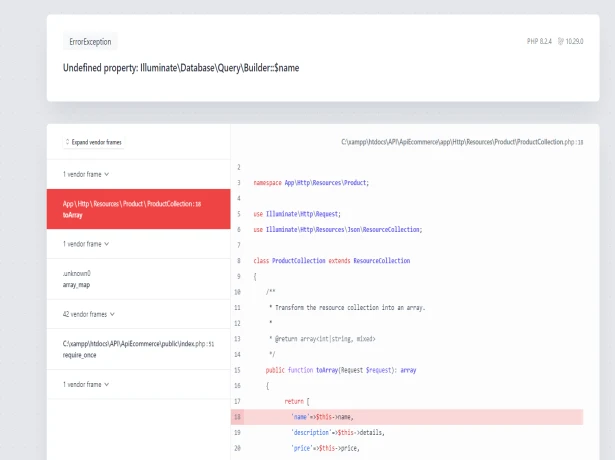 ErrorException
PHP 8.2.4 10.29.0
Undefined property: Illuminate\Database\Query\Builder::$name
Expand vendor frames
1 vendor frame
App\Http\Resources\Product\ProductCollection:18
toArray
1 vendor frame
.unknown0
array_map
42 vendor frames
C:\xampp\htdocs\API\ApiEcommerce\public\index.php:51
require_once
1 vendor frame
C:\xampp\htdocs\API\ApiEcommerce\app\Http\Resources\Product\ProductCollection.php:18
2
3 namespace App\Http\Resources\Product;
4
5 use Illuminate\Http\Request;
6 use Illuminate\Http\Resources\Json\ResourceCollection;
7
8 class ProductCollection extends ResourceCollection
9 {
10 /**
11 * Transform the resource collection into an array.
12 *
13 * @return array<int|string, mixed>
14 */
15 public function toArray(Request $request): array
16 {
17 return [
18 'name'=>$this->name,
19 'description'=>$this->details,
20 'price'=>$this->price,